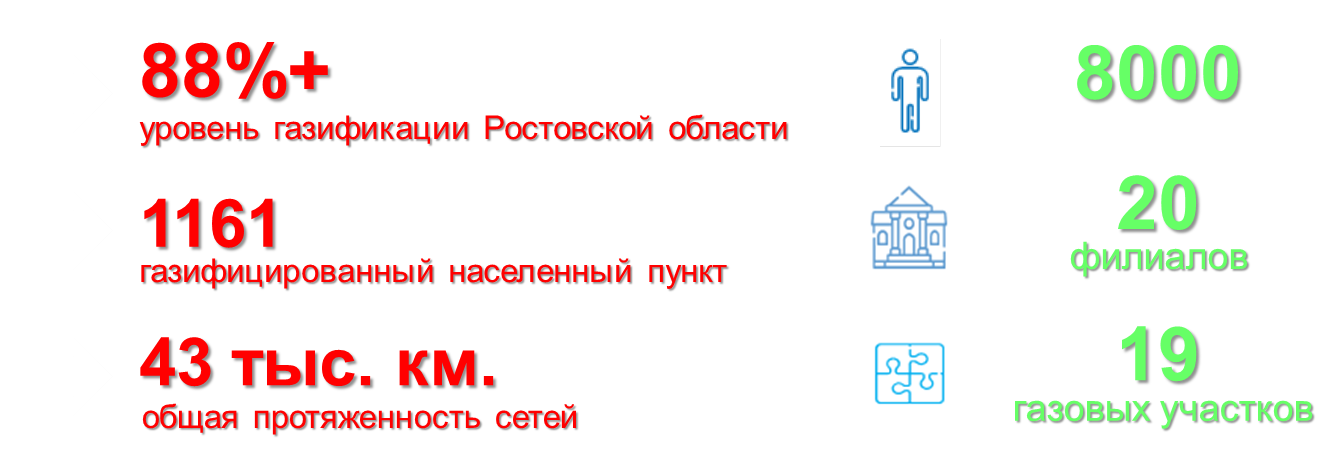 88%+
уровень газификации Ростовской области
1161
газифицированный населенный пункт
43 тыс. км.
общая протяженность сетей
8000
20
филиалов
19
газовых участков